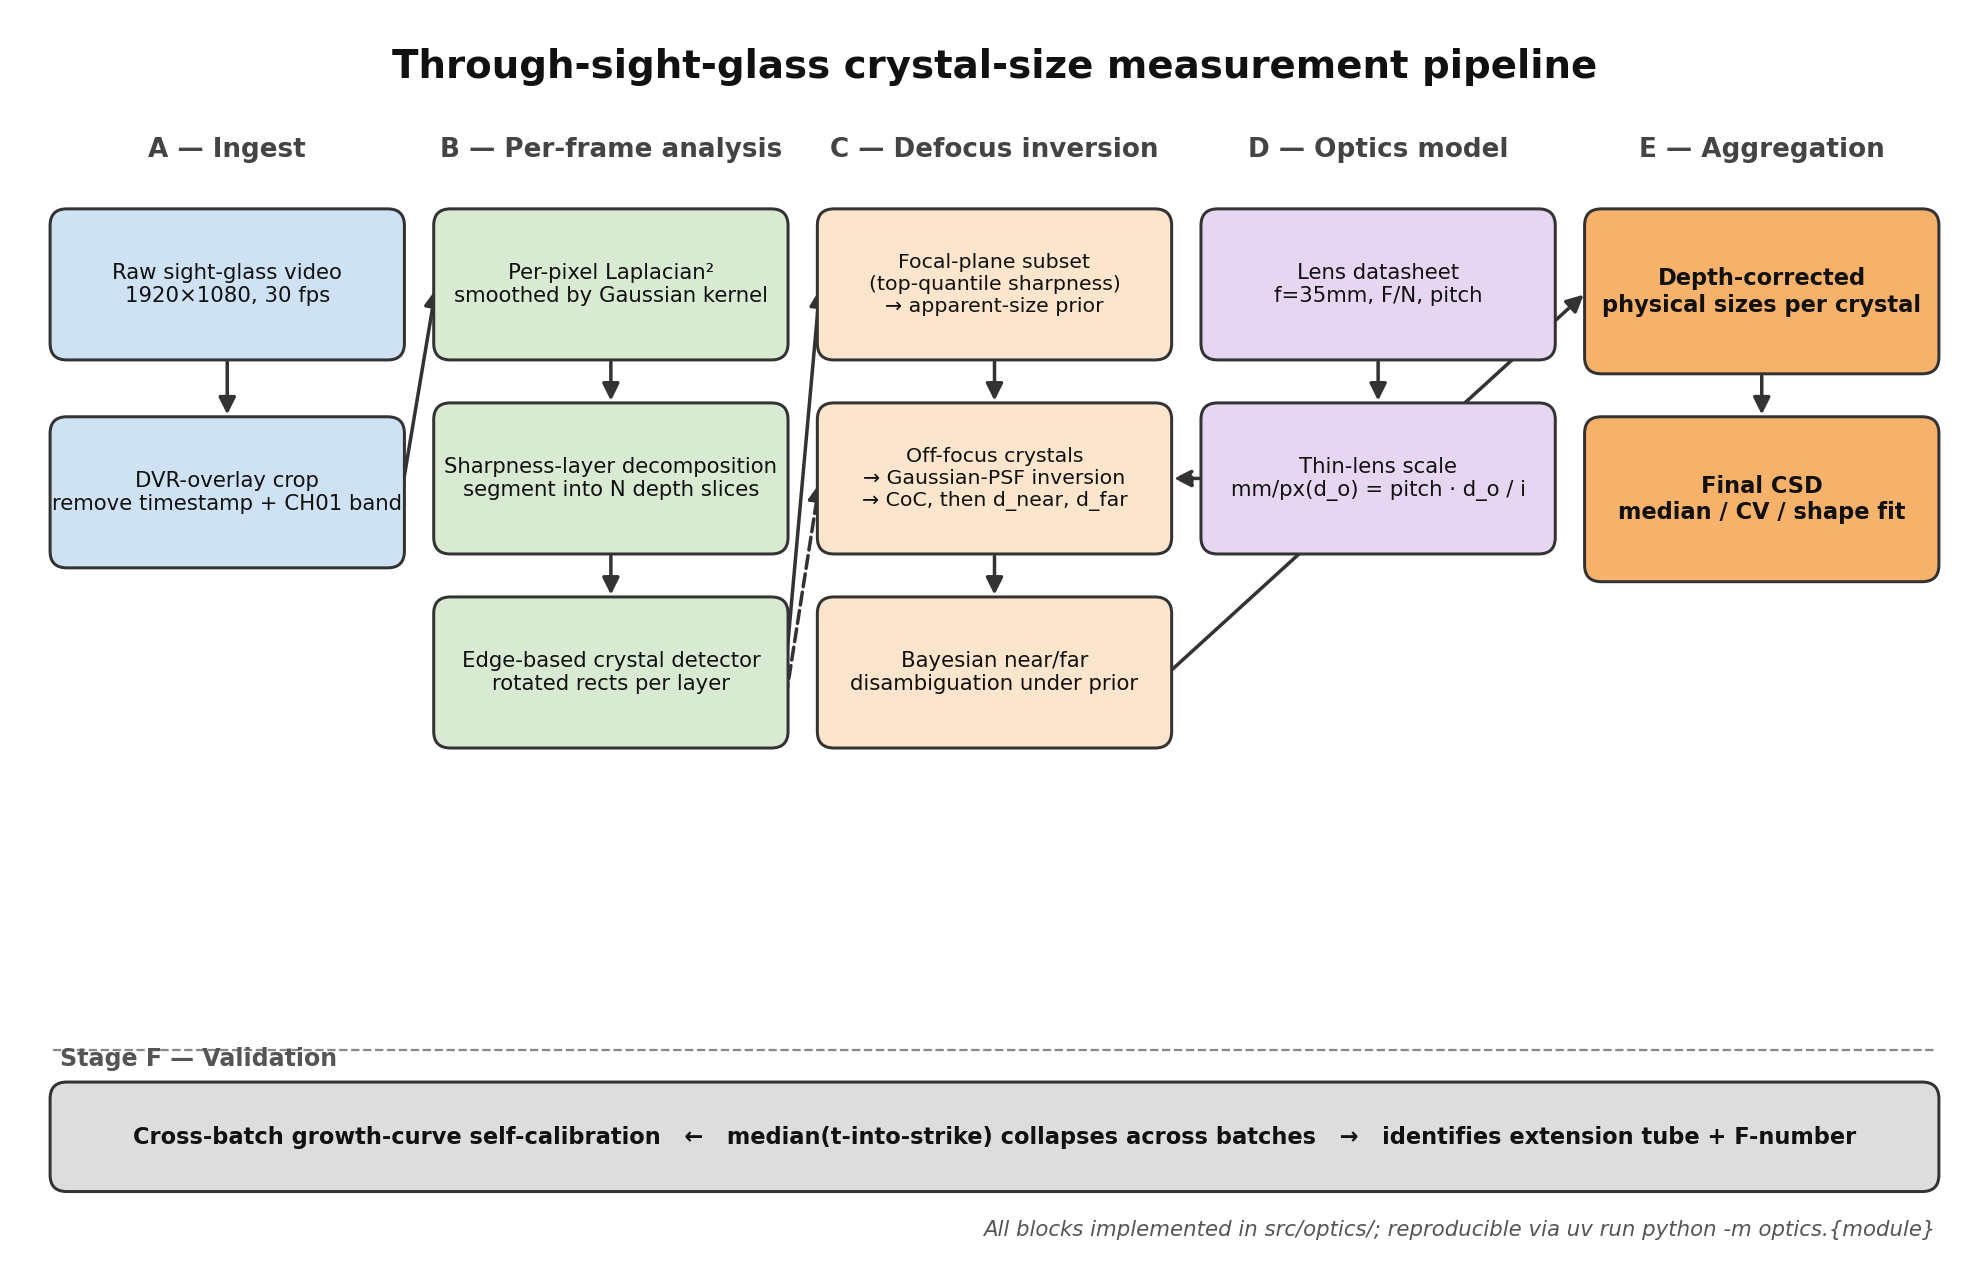 Through-sight-glass crystal-size measurement pipeline
A — Ingest
Raw sight-glass video
1920×1080, 30 fps
DVR-overlay crop
remove timestamp + CH01 band
B — Per-frame analysis
Per-pixel Laplacian²
smoothed by Gaussian kernel
Sharpness-layer decomposition
segment into N depth slices
Edge-based crystal detector
rotated rects per layer
C — Defocus inversion
Focal-plane subset
(top-quantile sharpness)
→ apparent-size prior
Off-focus crystals
→ Gaussian-PSF inversion
→ CoC, then d_near, d_far
Bayesian near/far
disambiguation under prior
D — Optics model
Lens datasheet
f=35mm, F/N, pitch
Thin-lens scale
mm/px(d_o) = pitch · d_o / i
E — Aggregation
Depth-corrected
physical sizes per crystal
Final CSD
median / CV / shape fit
Stage F — Validation
Cross-batch growth-curve self-calibration ← median(t-into-strike) collapses across batches → identifies extension tube + F-number
All blocks implemented in src/optics/; reproducible via uv run python -m optics.{module}